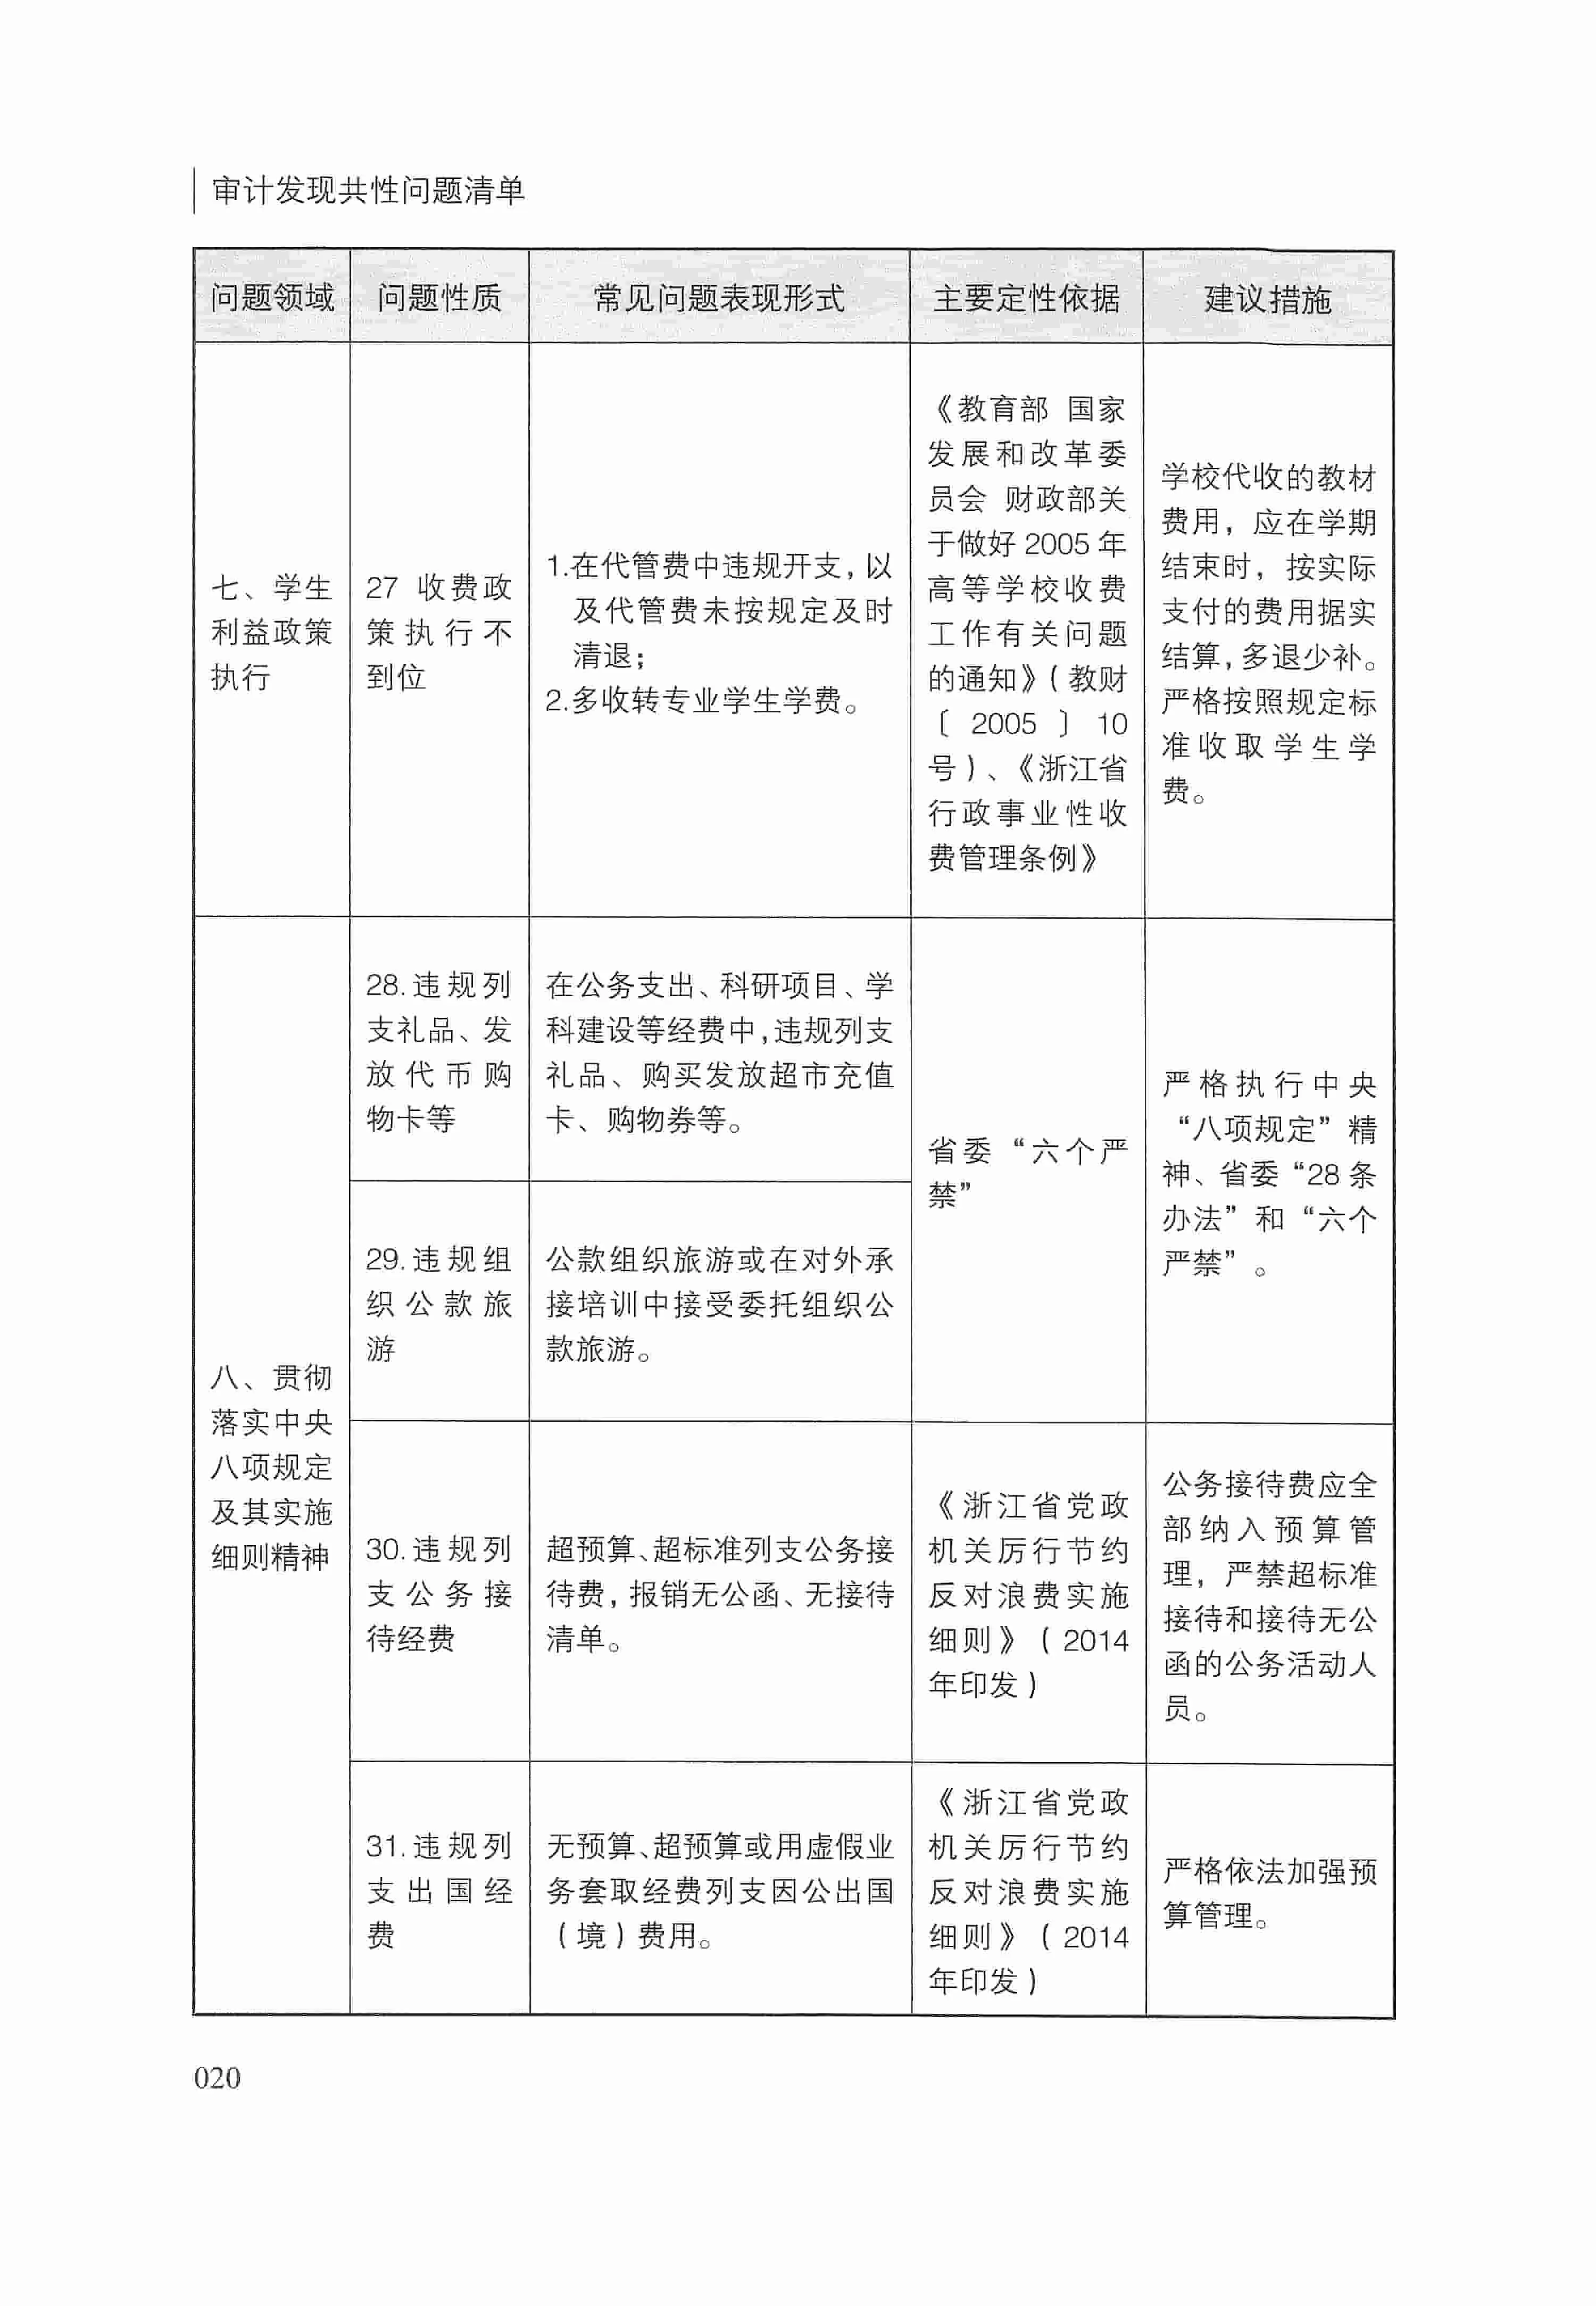 审计发现共性问题清单
问题领域
问题性质
常见问题表现形式
主要定性依据
建议措施
七、学生
利益政策
执行
27 收费政
策执行不
到位
1.在代管费中违规开支，以
及代管费未按规定及时
清退；
2.多收转专业学生学费。
《教育部 国家
发展和改革委
员会 财政部关
于做好 2005 年
高等学校收费
工作有关问题
的通知》（教财
〔 2005 〕 10
号）、《浙江省
行政事业性收
费管理条例》
学校代收的教材
费用，应在学期
结束时，按实际
支付的费用据实
结算，多退少补。
严格按照规定标
准收取学生学
费。
八、贯彻
落实中央
八项规定
及其实施
细则精神
28.违规列
支礼品、发
放代币购
物卡等
在公务支出、科研项目、学
科建设等经费中，违规列支
礼品、购买发放超市充值
卡、购物券等。
省委“六个严
禁”
严格执行中央
“八项规定”精
神、省委“28 条
办法”和“六个
严禁”。
29.违规组
织公款旅
游
公款组织旅游或在对外承
接培训中接受委托组织公
款旅游。
30.违规列
支公务接
待经费
超预算、超标准列支公务接
待费，报销无公函、无接待
清单。
《浙江省党政
机关厉行节约
反对浪费实施
细则》（2014
年印发）
公务接待费应全
部纳入预算管
理，严禁超标准
接待和接待无公
函的公务活动人
员。
31.违规列
支出国经
费
无预算、超预算或用虚假业
务套取经费列支因公出国
（境）费用。
《浙江省党政
机关厉行节约
反对浪费实施
细则》（2014
年印发）
严格依法加强预
算管理。
020